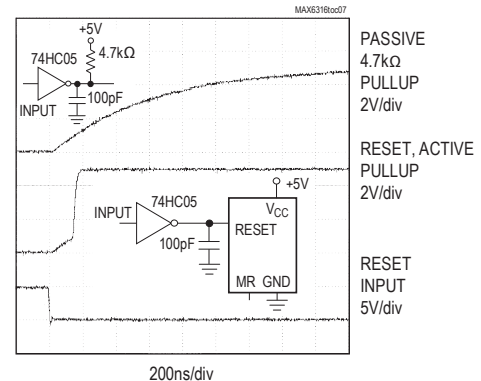 MAX6316toc07
+5V
74HC05
4.7kΩ
100pF
INPUT
PASSIVE
4.7kΩ
PULLUP
2V/div
RESET, ACTIVE
PULLUP
2V/div
+5V
74HC05
VCC
INPUT
RESET
100pF
MR GND
RESET
INPUT
5V/div
200ns/div